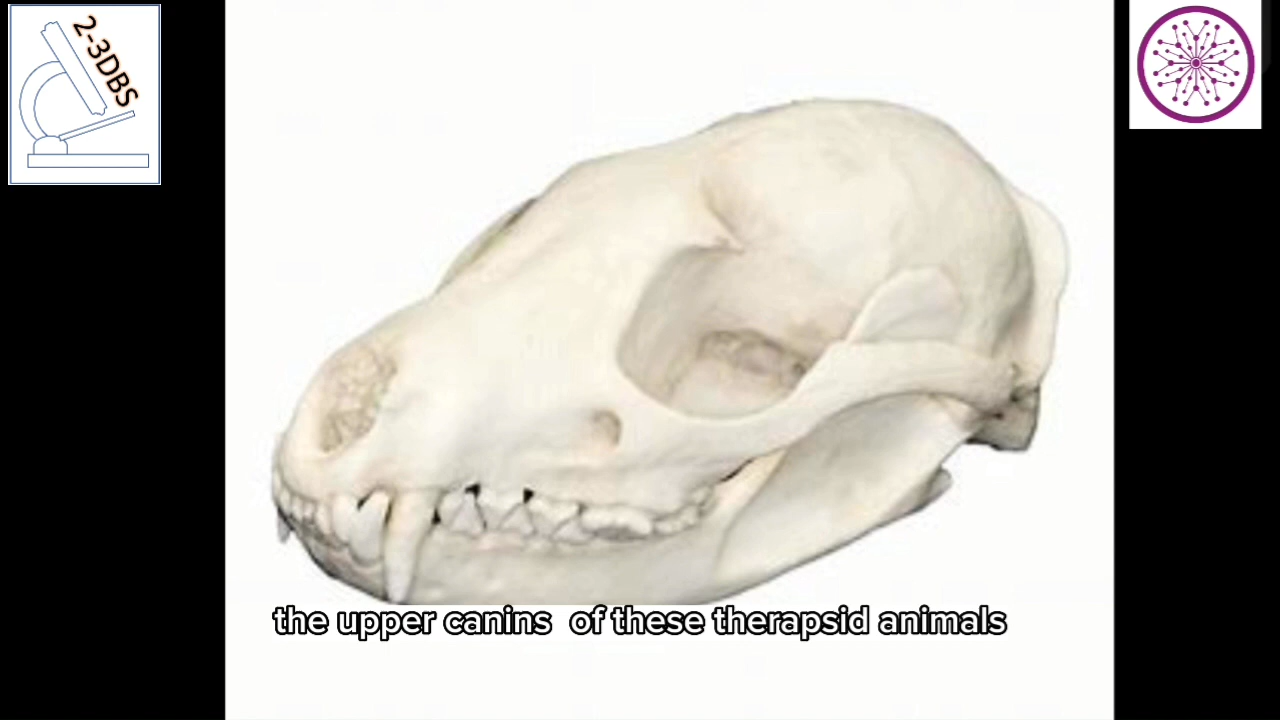 2-3DBS
the upper canins of these therapsid animals